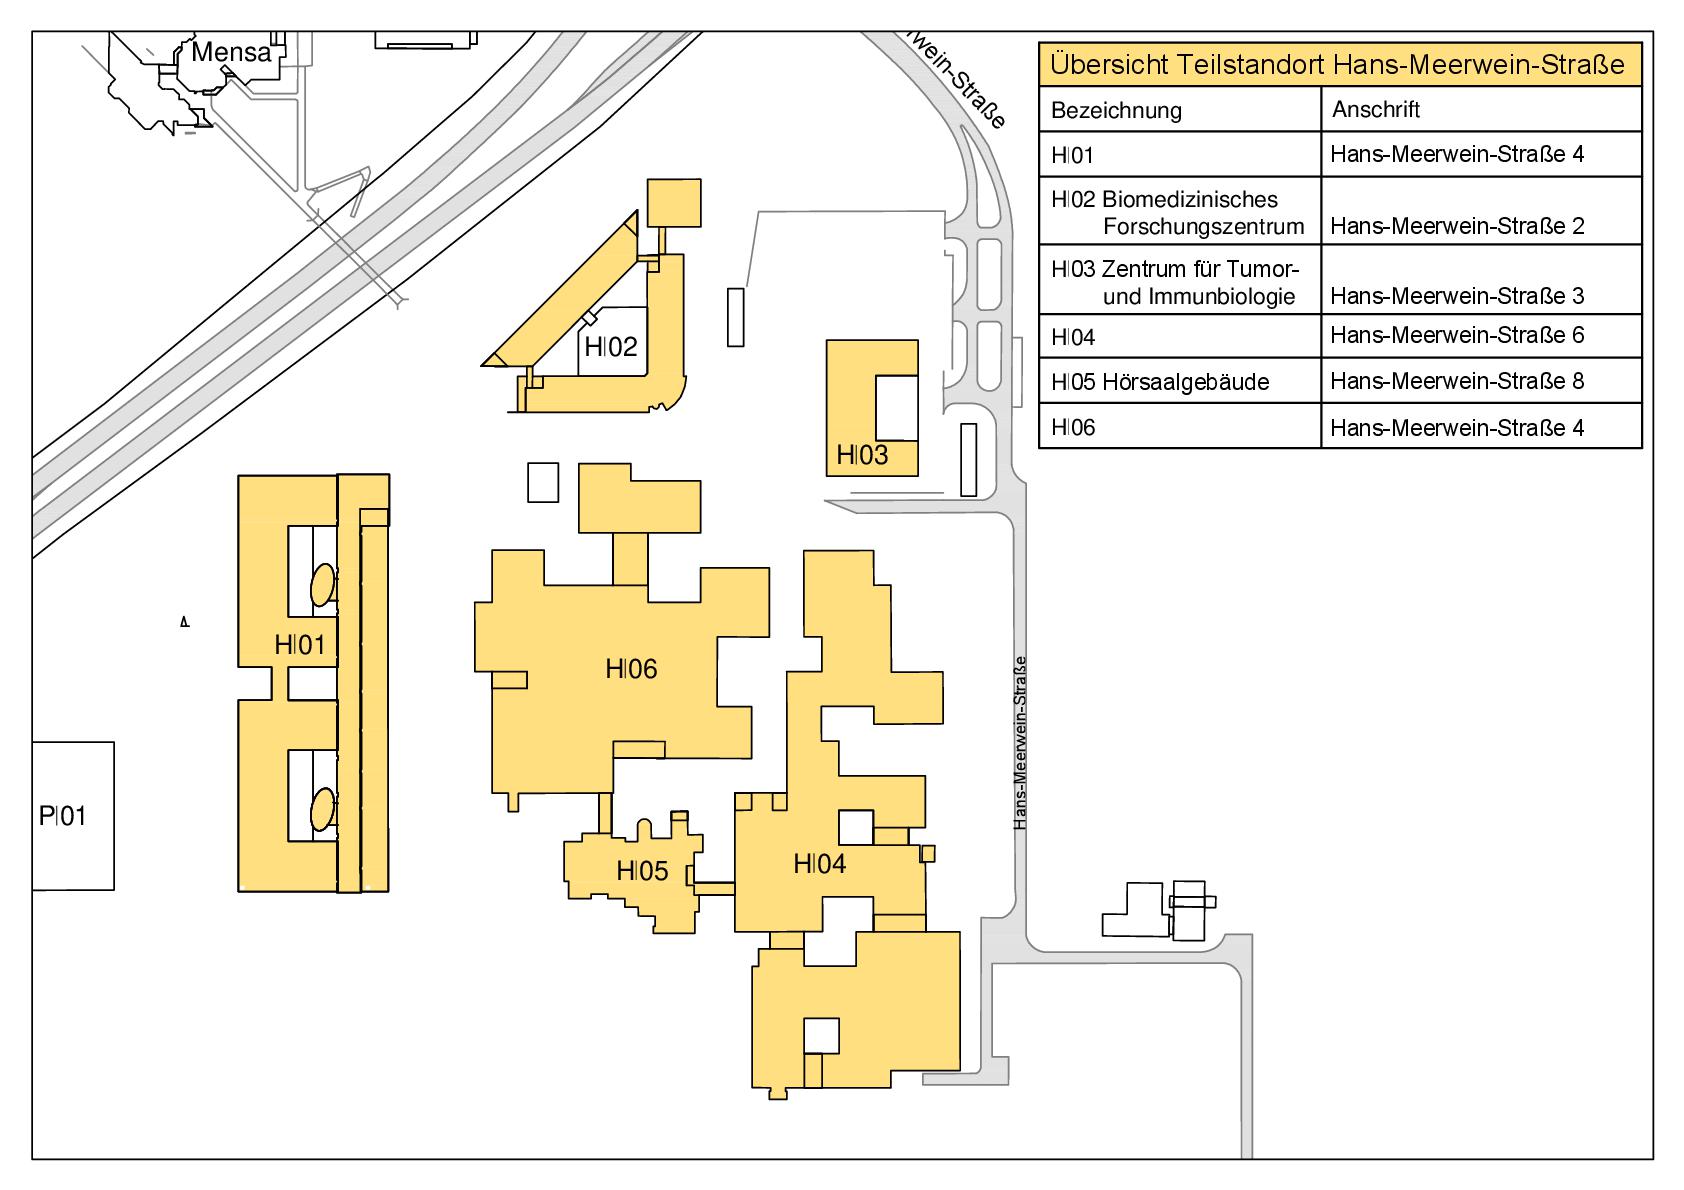 Mensa
wein-Straße
Übersicht Teilstandort Hans-Meerwein-Straße
Bezeichnung Anschrift
H|01 Hans-Meerwein-Straße 4
H|02 Biomedizinisches
Forschungszentrum Hans-Meerwein-Straße 2
H|03 Zentrum für Tumor-
und Immunbiologie Hans-Meerwein-Straße 3
H|04 Hans-Meerwein-Straße 6
H|05 Hörsaalgebäude Hans-Meerwein-Straße 8
H|06 Hans-Meerwein-Straße 4
H|02
H|03
H|01
H|06
Hans-Meerwein-Straße
P|01
H|05
H|04